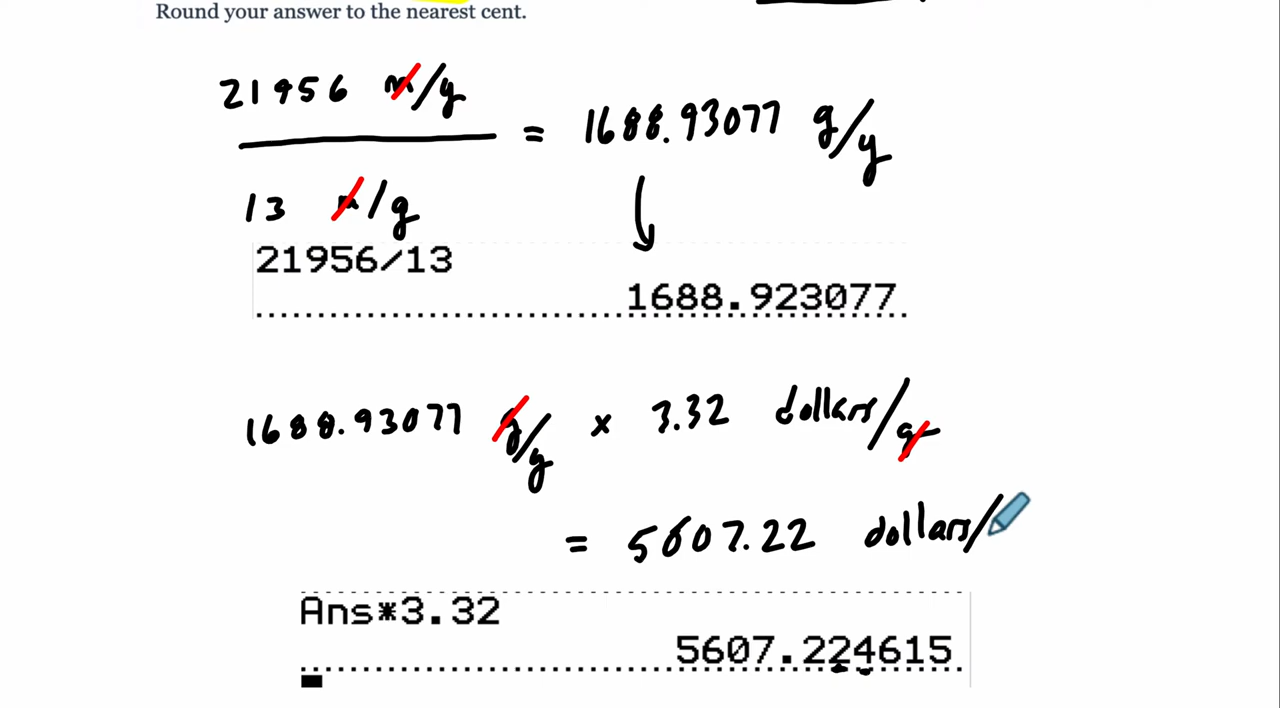 Round your answer to the nearest cent.
21956 m/y
= 1688.93077 g/y
13 m/g
21956/13
1688.923077
1688.93077 g/y × 3.32 dollars/g
= 5607.22 dollars/
Ans*3.32
5607.224615